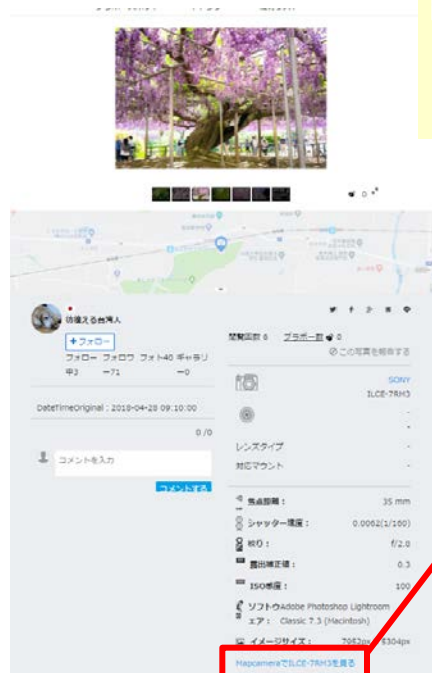 0
彷徨える台湾人
+フォロー
フォロー フォロワ フォト40 ギャラリ
中3 ー71 ー0
閲覧回数 6 ブラボー数 0
この写真を報告する
SONY
ILCE-7RM3
DateTimeOriginal : 2018-04-28 09:10:00
-
-
0 /0
レンズタイプ -
対応マウント -
コメントを入力
コメントする
焦点距離： 35 mm
シャッター速度： 0.0062(1/160)
絞り： f/2.8
露出補正値： 0.3
ISO感度： 100
ソフトウAdobe Photoshop Lightroom
ェア： Classic 7.3 (Macintosh)
イメージサイズ： 7952px 5304px
MapcameraでILCE-7RM3を見る